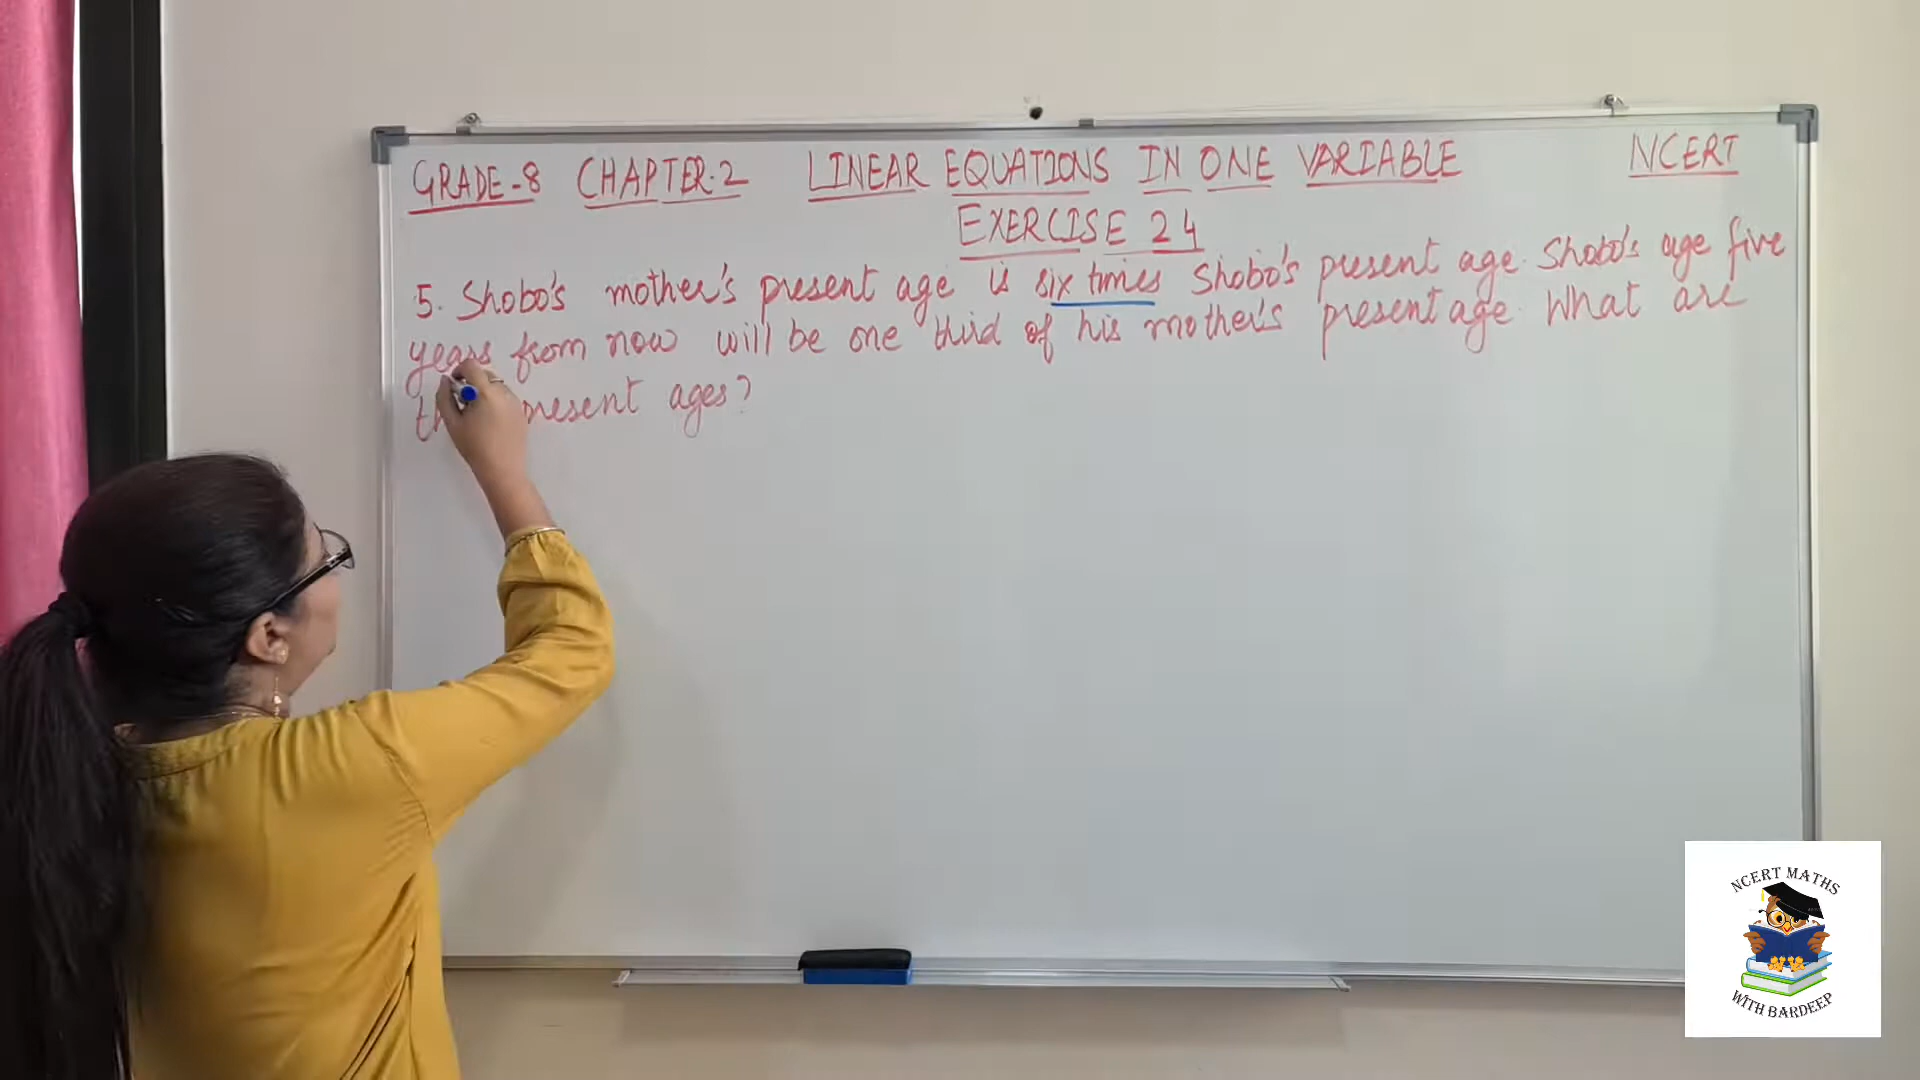 GRADE-8 CHAPTER-2 LINEAR EQUATIONS IN ONE VARIABLE NCERT
EXERCISE 2.4
5. Shobo's mother's present age is six times Shobo's present age. Shobo's age five
years from now will be one third of his mother's present age. What are
present ages?
NCERT MATHS
WITH BARDEEP